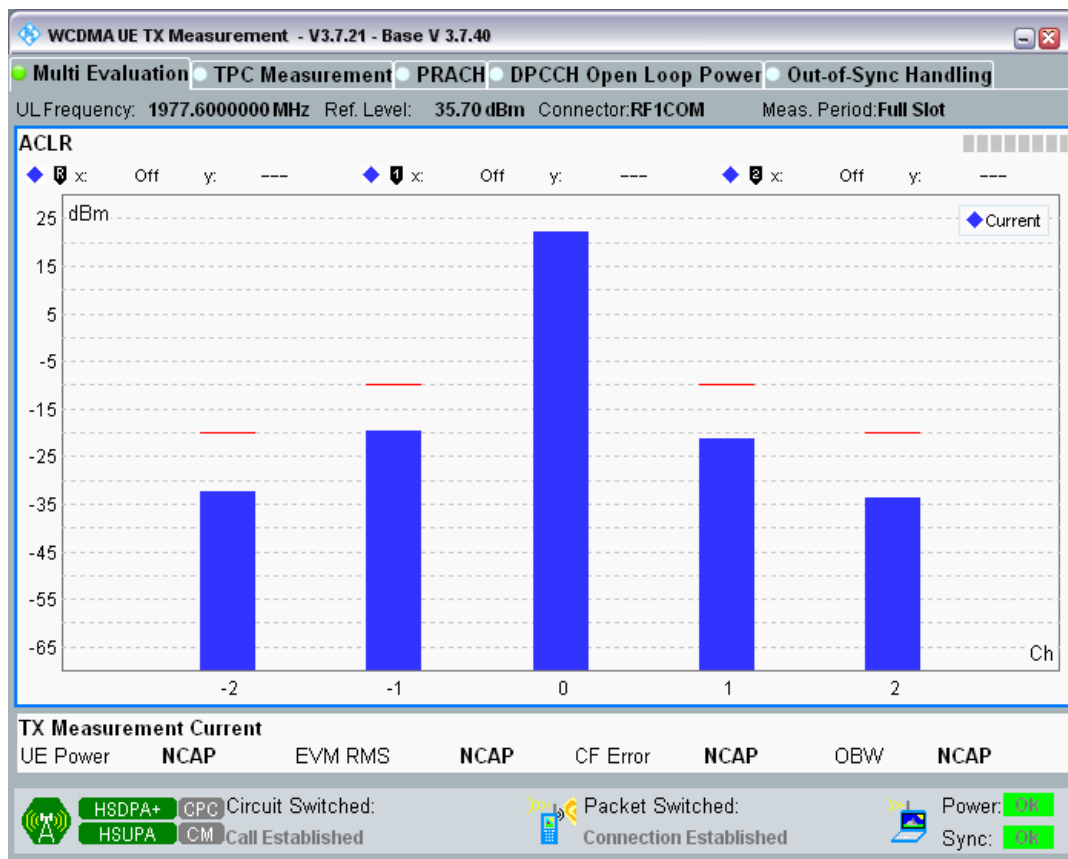 WCDMA UE TX Measurement - V3.7.21 - Base V 3.7.40
Multi Evaluation TPC Measurement PRACH DPCCH Open Loop Power Out-of-Sync Handling
UL Frequency: 1977.6000000 MHz Ref. Level: 35.70 dBm Connector:RF1COM Meas. Period:Full Slot
ACLR
R x: Off y: --- 1 x: Off y: --- 2 x: Off y: ---
25 dBm
Current
15
5
-5
-15
-25
-35
-45
-55
-65
Ch
-2 -1 0 1 2
TX Measurement Current
UE Power NCAP EVM RMS NCAP CF Error NCAP OBW NCAP
HSDPA+ CPC Circuit Switched: Packet Switched: Power: OK
HSUPA CM Call Established Connection Established Sync: OK